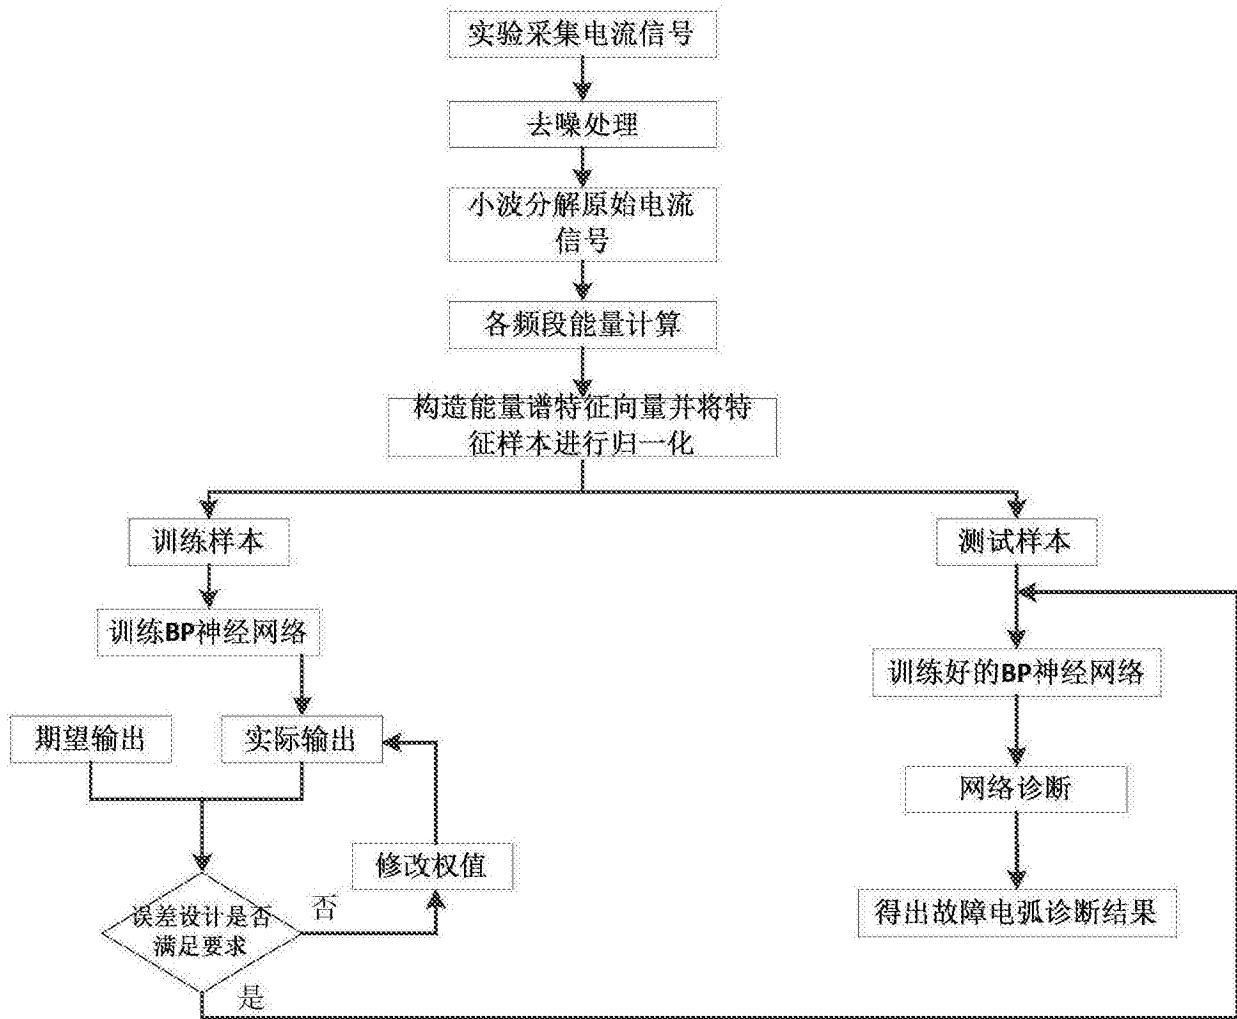 实验采集电流信号
去噪处理
小波分解原始电流
信号
各频段能量计算
构造能量谱特征向量并将特
征样本进行归一化
训练样本
测试样本
训练BP神经网络
训练好的BP神经网络
期望输出
实际输出
网络诊断
修改权值
误差设计是否
满足要求
否
得出故障电弧诊断结果
是